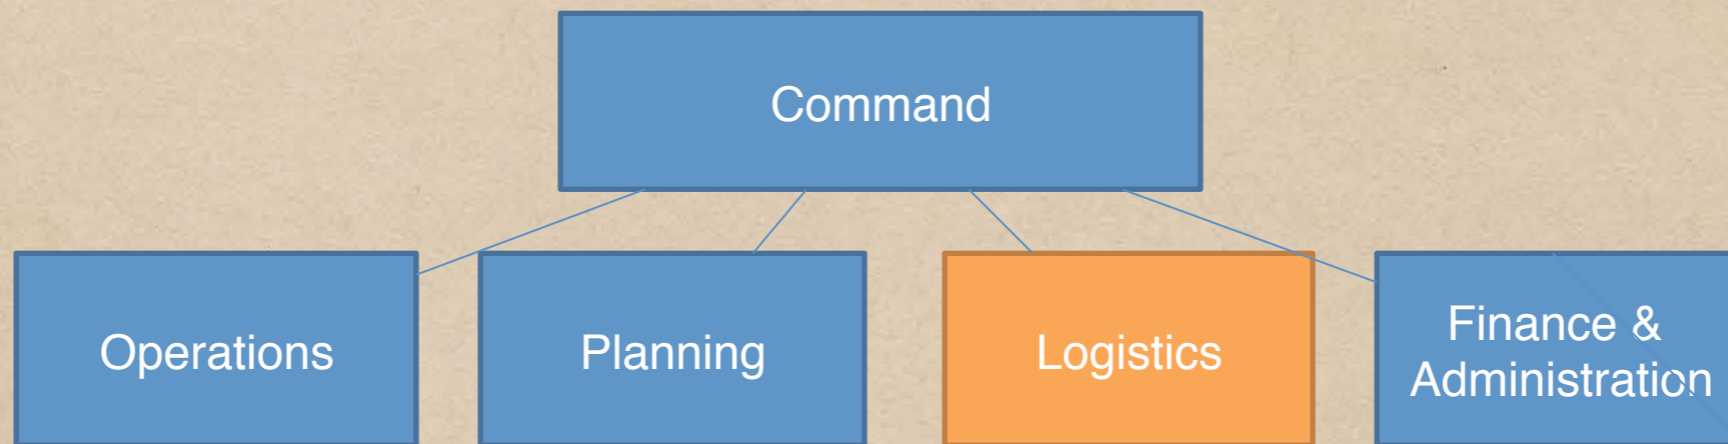 Command
Operations
Planning
Logistics
Finance &
Administration